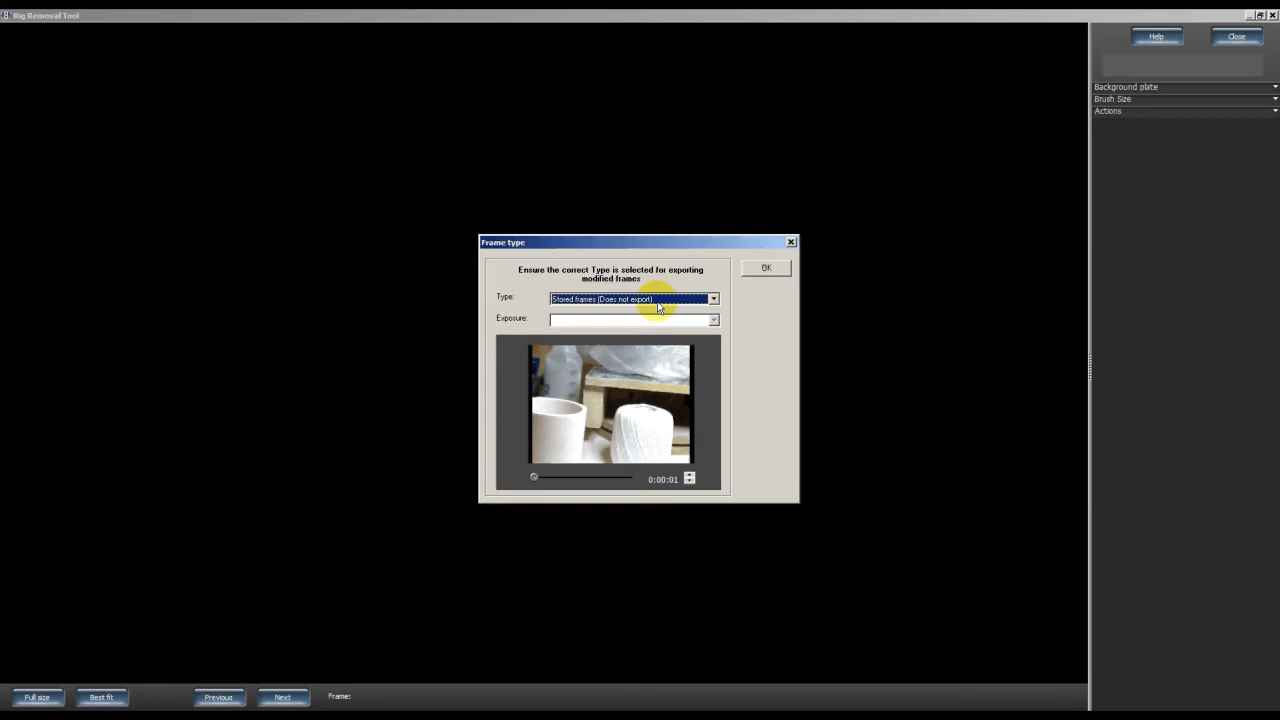 Rig Removal Tool
Help
Close
Background plate
Brush Size
Actions
Frame type
Ensure the correct Type is selected for exporting
modified frames
OK
Type:
Stored frames (Does not export)
Exposure:
0:00:01
Full size
Best fit
Previous
Next
Frame: